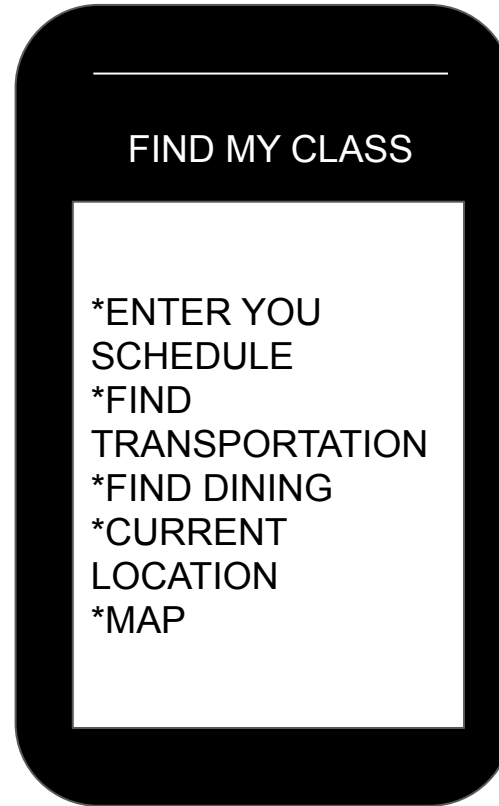 FIND MY CLASS
*ENTER YOU
SCHEDULE
*FIND
TRANSPORTATION
*FIND DINING
*CURRENT
LOCATION
*MAP